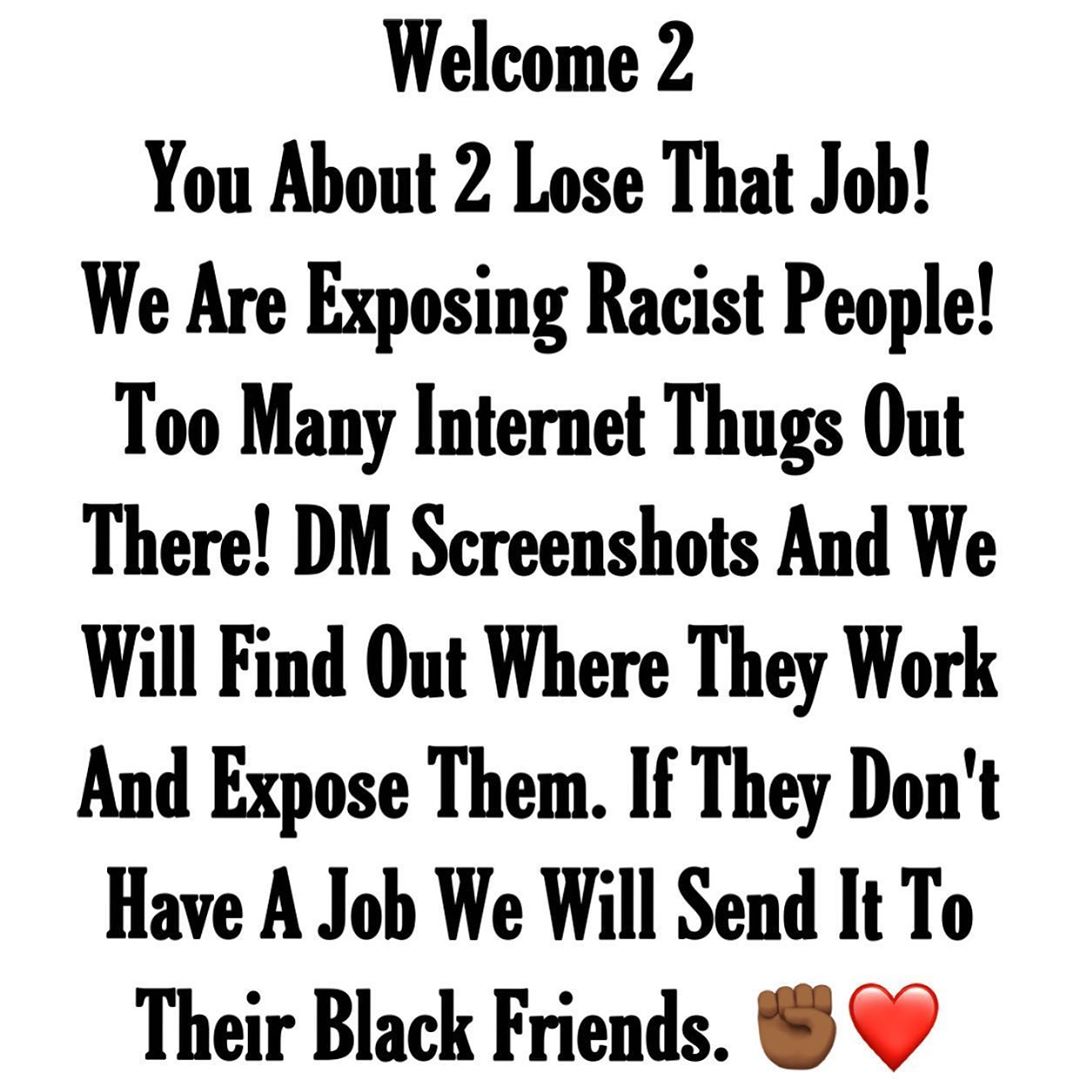 Welcome 2
You About 2 Lose That Job!
We Are Exposing Racist People!
Too Many Internet Thugs Out
There! DM Screenshots And We
Will Find Out Where They Work
And Expose Them. If They Don't
Have A Job We Will Send It To
Their Black Friends. ✊🏾❤️